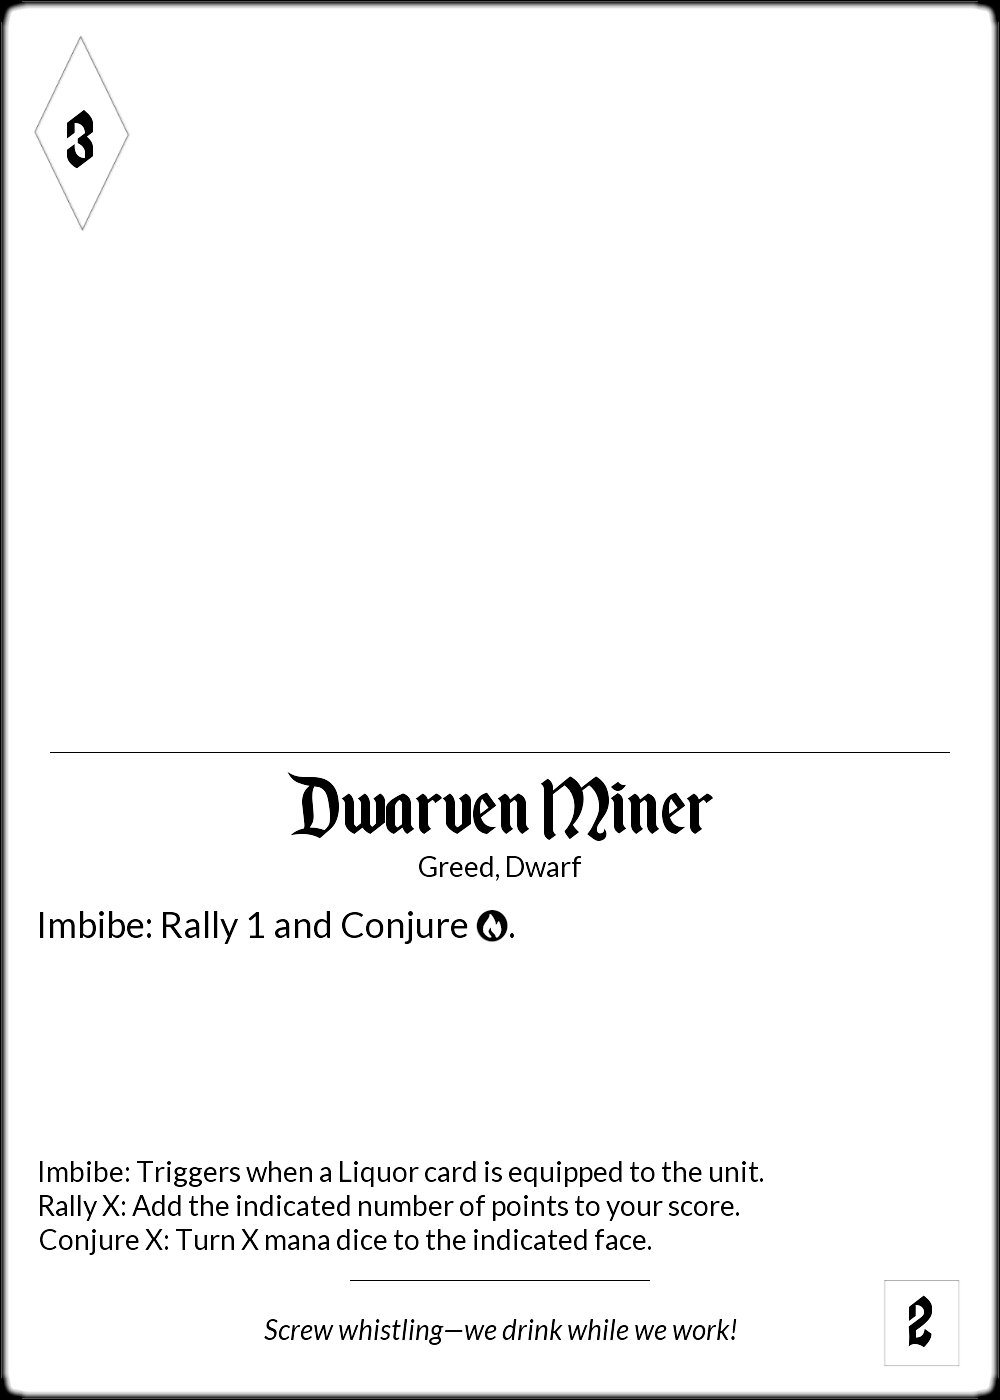 3
Dwarven Miner
Greed, Dwarf
Imbibe: Rally 1 and Conjure .
Imbibe: Triggers when a Liquor card is equipped to the unit.
Rally X: Add the indicated number of points to your score.
Conjure X: Turn X mana dice to the indicated face.
Screw whistling—we drink while we work!
2